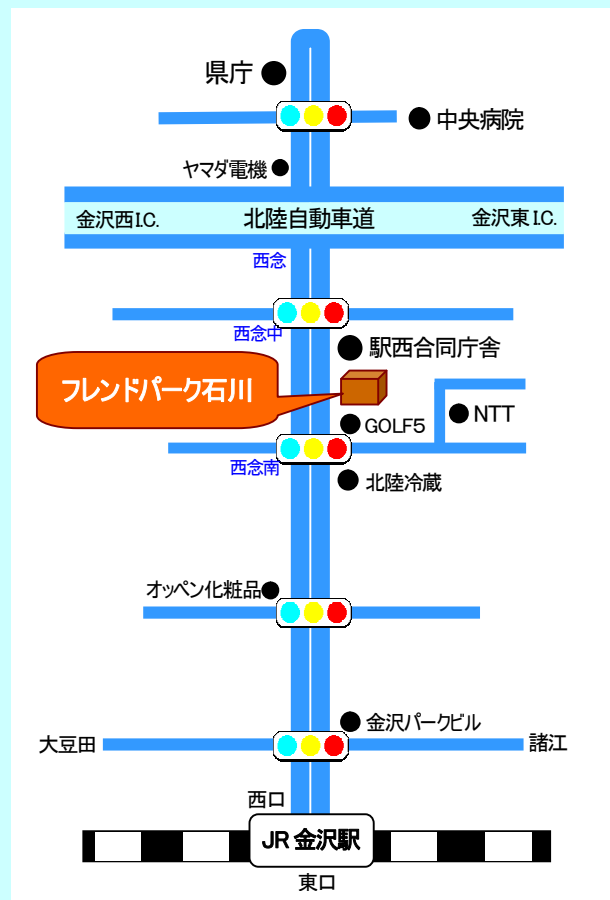 県庁
中央病院
ヤマダ電機
金沢西I.C.
北陸自動車道
金沢東I.C.
西念
西念中
駅西合同庁舎
フレンドパーク石川
NTT
GOLF5
西念南
北陸冷蔵
オッペン化粧品
金沢パークビル
大豆田
諸江
西口
JR 金沢駅
東口